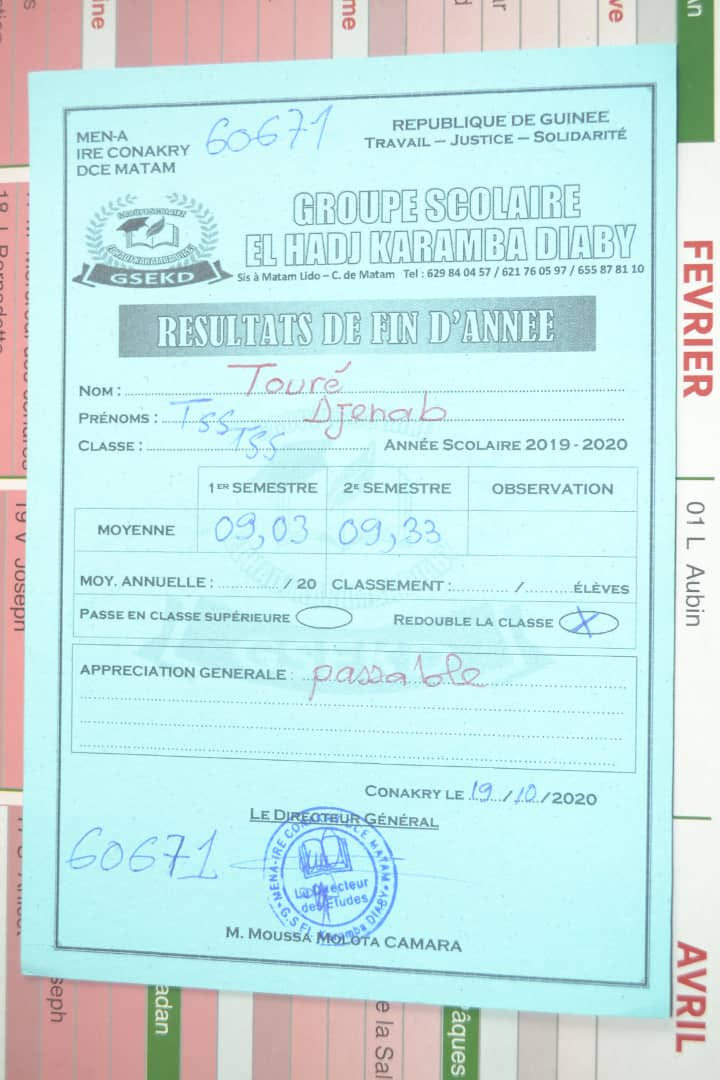 MEN-A
IRE CONAKRY
DCE MATAM
60671
REPUBLIQUE DE GUINEE
TRAVAIL – JUSTICE – SOLIDARITÉ
GROUPE SCOLAIRE
EL HADJ KARAMBA DIABY
GSEKD
Sis à Matam Lido – C. de Matam Tel : 629 84 04 57 / 621 76 05 97 / 655 87 81 10
RESULTATS DE FIN D'ANNEE
NOM : Touré
PRÉNOMS : TSS Djenab
CLASSE : TSS ANNÉE SCOLAIRE 2019 - 2020
1ER SEMESTRE 2E SEMESTRE OBSERVATION
MOYENNE 09,03 09,33
MOY. ANNUELLE : / 20 CLASSEMENT : / ÉLÈVES
PASSE EN CLASSE SUPÉRIEURE REDOUBLE LA CLASSE X
APPRECIATION GENERALE : passable
CONAKRY LE 19 / 10 / 2020
LE DIRECTEUR GÉNÉRAL
60671
Le Directeur
des Études
M. MOUSSA MOLOTA CAMARA
FEVRIER
01 L Aubin
AVRIL
19 V Joseph